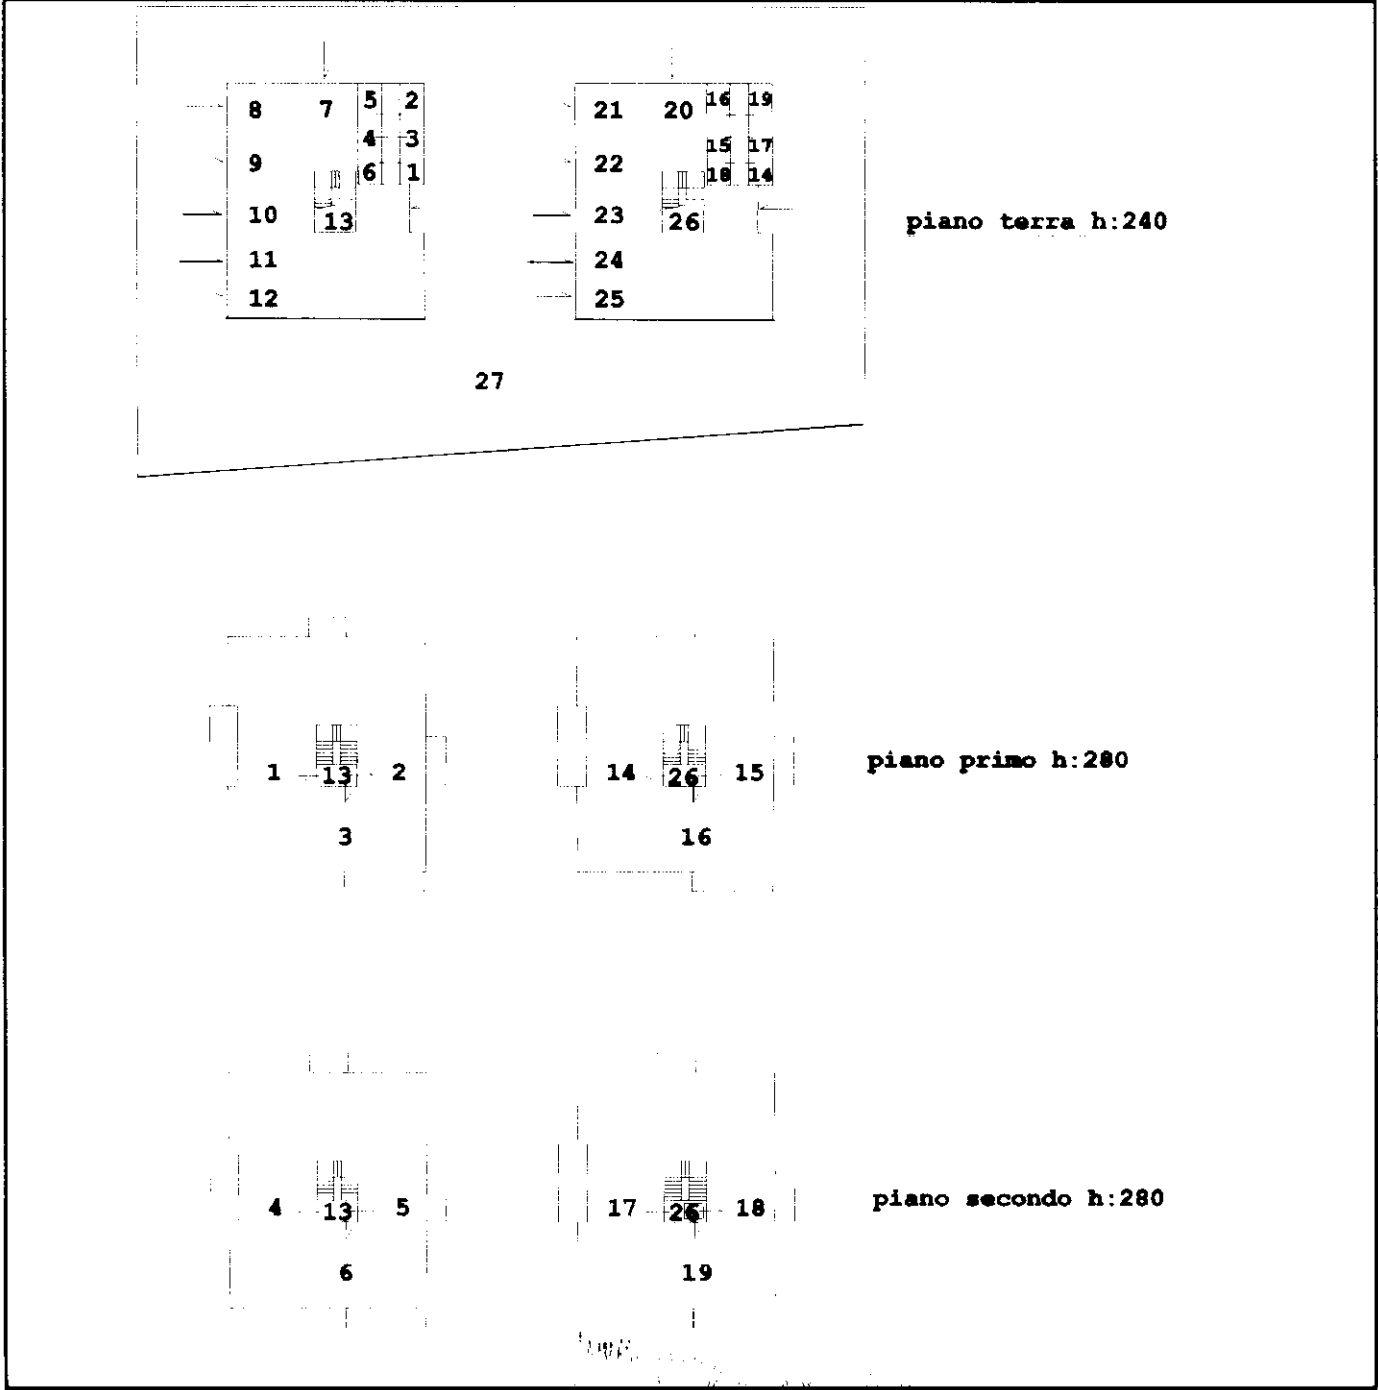 5 2 16 19
8 7 21 20
4 3 15 17
9 6 1 22 18 14
10 13 23 26 piano terra h:240
11 24
12 25
27
1 13 2 14 26 15 piano primo h:280
3 16
4 13 5 17 26 18 piano secondo h:280
6 19